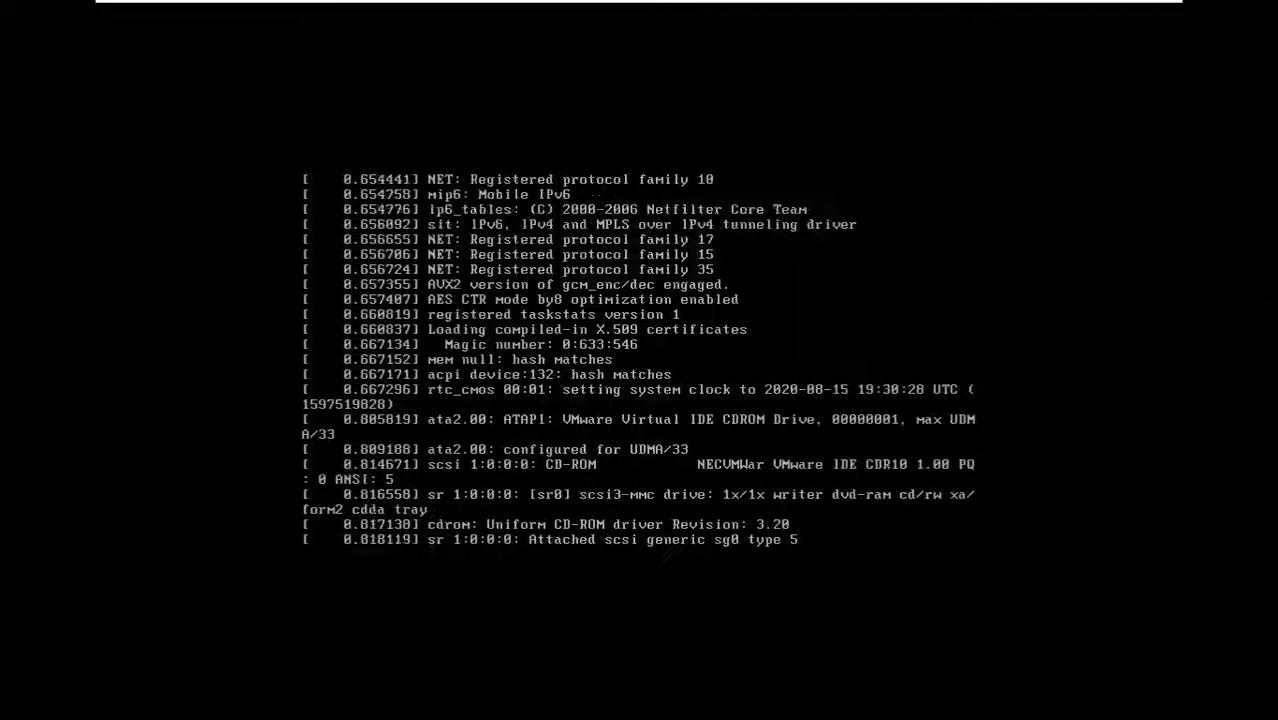 [    0.654441] NET: Registered protocol family 10
[    0.654758] mip6: Mobile IPv6
[    0.654776] ip6_tables: (C) 2000-2006 Netfilter Core Team
[    0.656092] sit: IPv6, IPv4 and MPLS over IPv4 tunneling driver
[    0.656655] NET: Registered protocol family 17
[    0.656706] NET: Registered protocol family 15
[    0.656724] NET: Registered protocol family 35
[    0.657355] AVX2 version of gcm_enc/dec engaged.
[    0.657407] AES CTR mode by8 optimization enabled
[    0.660819] registered taskstats version 1
[    0.660837] Loading compiled-in X.509 certificates
[    0.667134]   Magic number: 0:633:546
[    0.667152] mem null: hash matches
[    0.667171] acpi device:132: hash matches
[    0.667296] rtc_cmos 00:01: setting system clock to 2020-08-15 19:30:28 UTC (
1597519828)
[    0.805819] ata2.00: ATAPI: VMware Virtual IDE CDROM Drive, 00000001, max UDM
A/33
[    0.809188] ata2.00: configured for UDMA/33
[    0.814671] scsi 1:0:0:0: CD-ROM            NECVMWar VMware IDE CDR10 1.00 PQ
: 0 ANSI: 5
[    0.816558] sr 1:0:0:0: [sr0] scsi3-mmc drive: 1x/1x writer dvd-ram cd/rw xa/
form2 cdda tray
[    0.817138] cdrom: Uniform CD-ROM driver Revision: 3.20
[    0.818119] sr 1:0:0:0: Attached scsi generic sg0 type 5